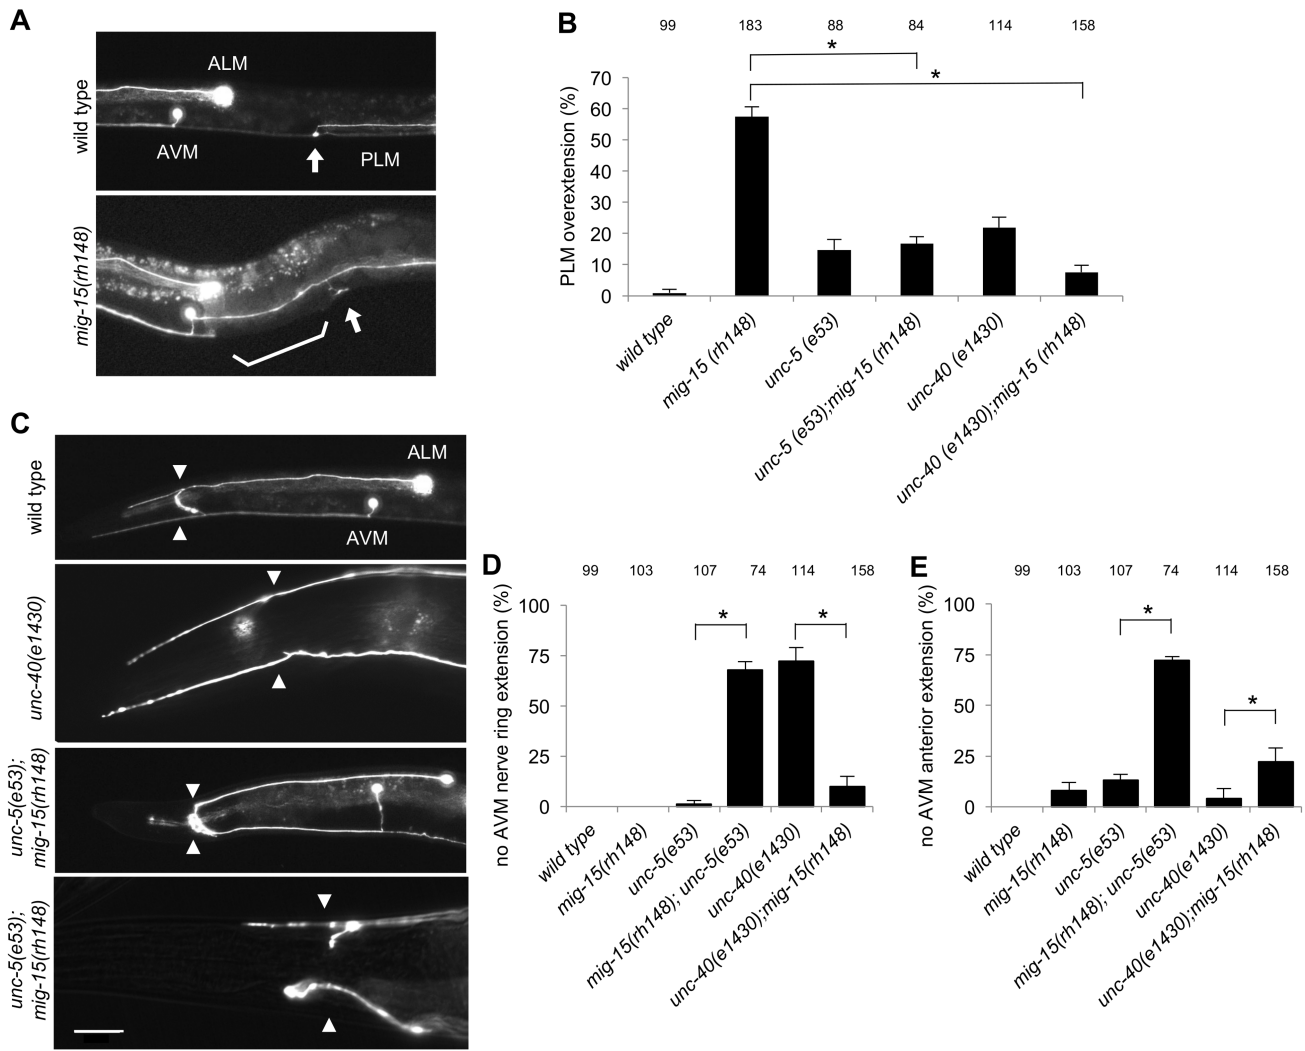 A
wild type
ALM
AVM
PLM
mig-15(rh148)
B
99 183 88 84 114 158
*
*
PLM overextension (%)
70
60
50
40
30
20
10
0
wild type
mig-15 (rh148)
unc-5 (e53)
unc-5 (e53);mig-15 (rh148)
unc-40 (e1430)
unc-40 (e1430);mig-15 (rh148)
C
wild type
ALM
AVM
unc-40(e1430)
unc-5(e53);
mig-15(rh148)
unc-5(e53);
mig-15(rh148)
D
99 103 107 74 114 158
* *
no AVM nerve ring extension (%)
100
75
50
25
0
wild type
mig-15(rh148)
unc-5(e53)
mig-15(rh148); unc-5(e53)
unc-40(e1430)
unc-40(e1430);mig-15(rh148)
E
99 103 107 74 114 158
*
*
no AVM anterior extension (%)
100
75
50
25
0
wild type
mig-15(rh148)
unc-5(e53)
mig-15(rh148); unc-5(e53)
unc-40(e1430)
unc-40(e1430);mig-15(rh148)